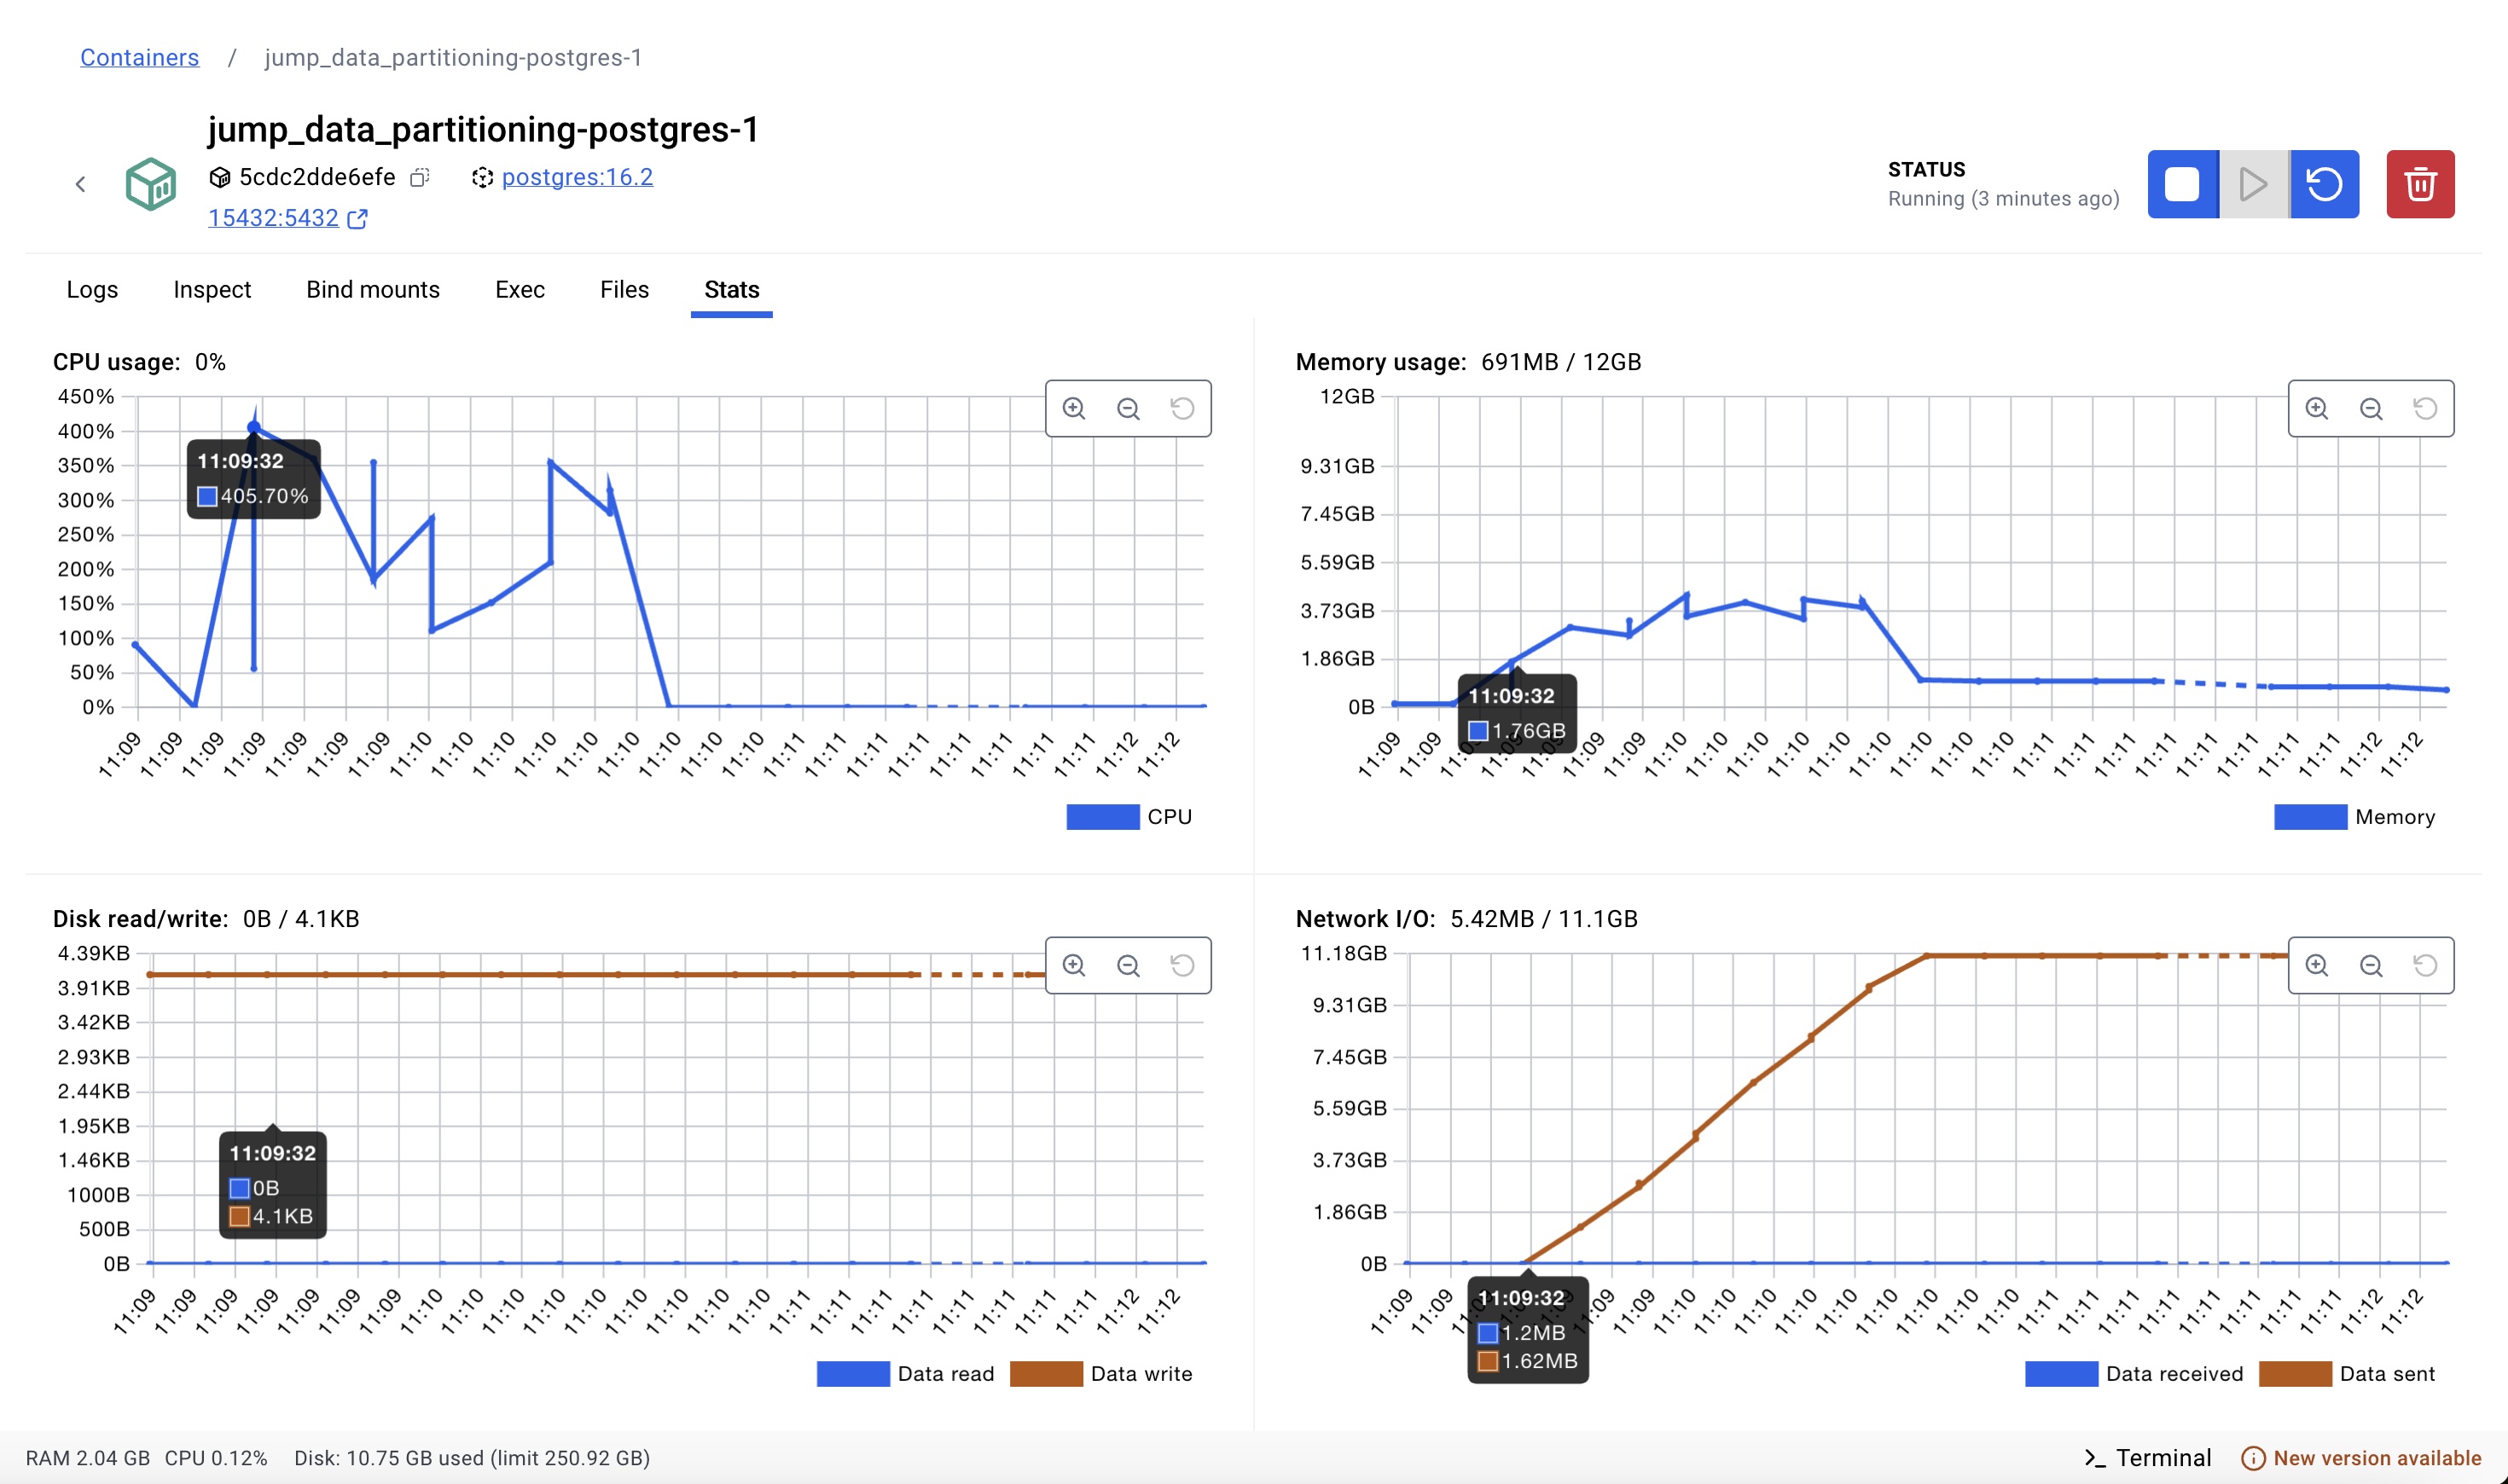 Containers / jump_data_partitioning-postgres-1
jump_data_partitioning-postgres-1
5cdc2dde6efe postgres:16.2
15432:5432
STATUS
Running (3 minutes ago)
Logs Inspect Bind mounts Exec Files Stats
CPU usage: 0%
450%
400%
350%
300%
250%
200%
150%
100%
50%
0%
11:09:32
405.70%
11:09 11:09 11:09 11:09 11:09 11:09 11:09 11:10 11:10 11:10 11:10 11:10 11:10 11:10 11:10 11:10 11:11 11:11 11:11 11:11 11:11 11:11 11:11 11:11 11:12 11:12
CPU
Memory usage: 691MB / 12GB
12GB
9.31GB
7.45GB
5.59GB
3.73GB
1.86GB
0B
11:09:32
1.76GB
11:09 11:09 11:09 11:09 11:10 11:10 11:10 11:10 11:10 11:10 11:10 11:10 11:10 11:11 11:11 11:11 11:11 11:11 11:11 11:11 11:11 11:12 11:12
Memory
Disk read/write: 0B / 4.1KB
4.39KB
3.91KB
3.42KB
2.93KB
2.44KB
1.95KB
1.46KB
1000B
500B
0B
11:09:32
0B
4.1KB
11:09 11:09 11:09 11:09 11:09 11:09 11:09 11:10 11:10 11:10 11:10 11:10 11:10 11:10 11:10 11:10 11:11 11:11 11:11 11:11 11:11 11:11 11:11 11:11 11:12 11:12
Data read Data write
Network I/O: 5.42MB / 11.1GB
11.18GB
9.31GB
7.45GB
5.59GB
3.73GB
1.86GB
0B
11:09:32
1.2MB
1.62MB
11:09 11:09 11:09 11:09 11:10 11:10 11:10 11:10 11:10 11:10 11:10 11:10 11:10 11:11 11:11 11:11 11:11 11:11 11:11 11:11 11:11 11:12 11:12
Data received Data sent
RAM 2.04 GB CPU 0.12% Disk: 10.75 GB used (limit 250.92 GB)
Terminal New version available